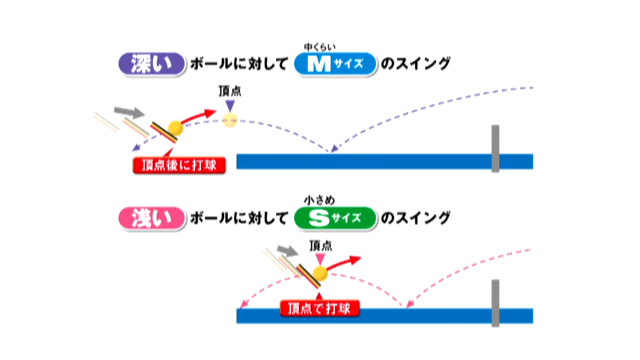 中くらい
深い ボールに対して Mサイズ のスイング
頂点
頂点後に打球
小さめ
浅い ボールに対して Sサイズ のスイング
頂点
頂点で打球